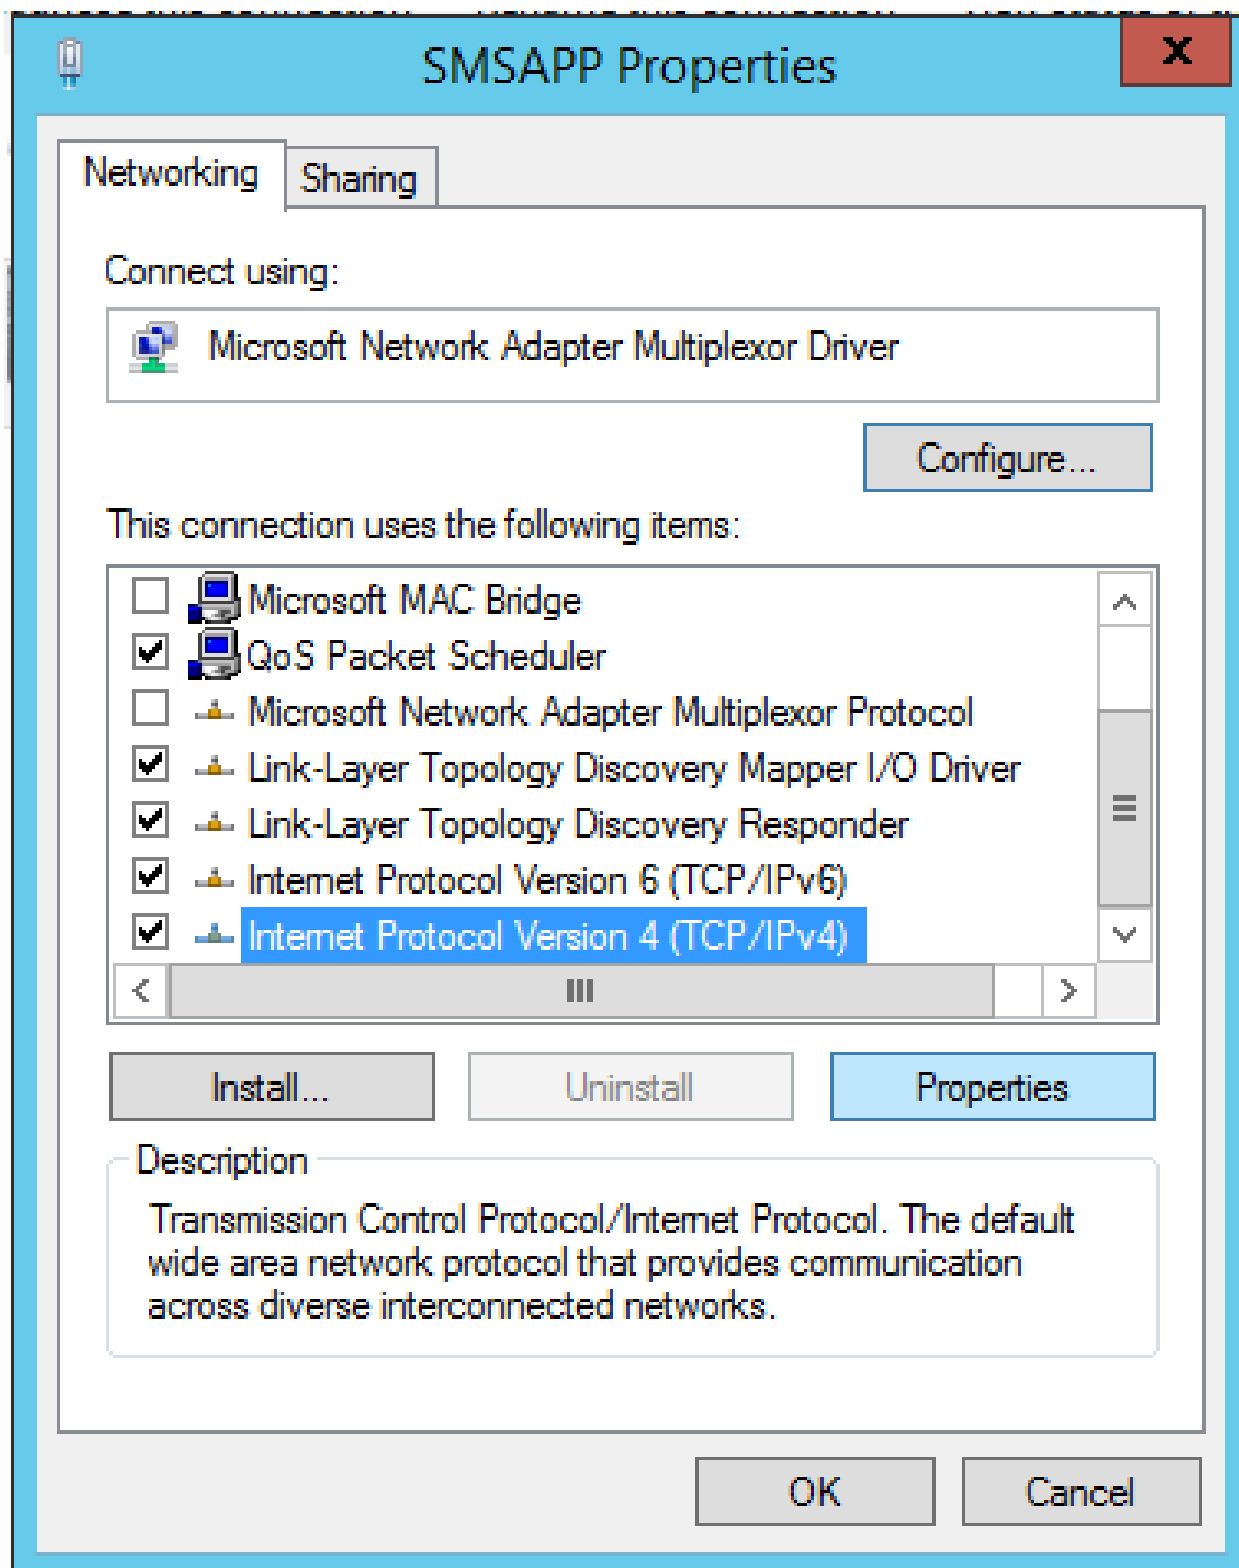 SMSAPP Properties
x
Networking
Sharing
Connect using:
Microsoft Network Adapter Multiplexor Driver
Configure...
This connection uses the following items:
Microsoft MAC Bridge
QoS Packet Scheduler
Microsoft Network Adapter Multiplexor Protocol
Link-Layer Topology Discovery Mapper I/O Driver
Link-Layer Topology Discovery Responder
Internet Protocol Version 6 (TCP/IPv6)
Internet Protocol Version 4 (TCP/IPv4)
Install...
Uninstall
Properties
Description
Transmission Control Protocol/Internet Protocol. The default
wide area network protocol that provides communication
across diverse interconnected networks.
OK
Cancel